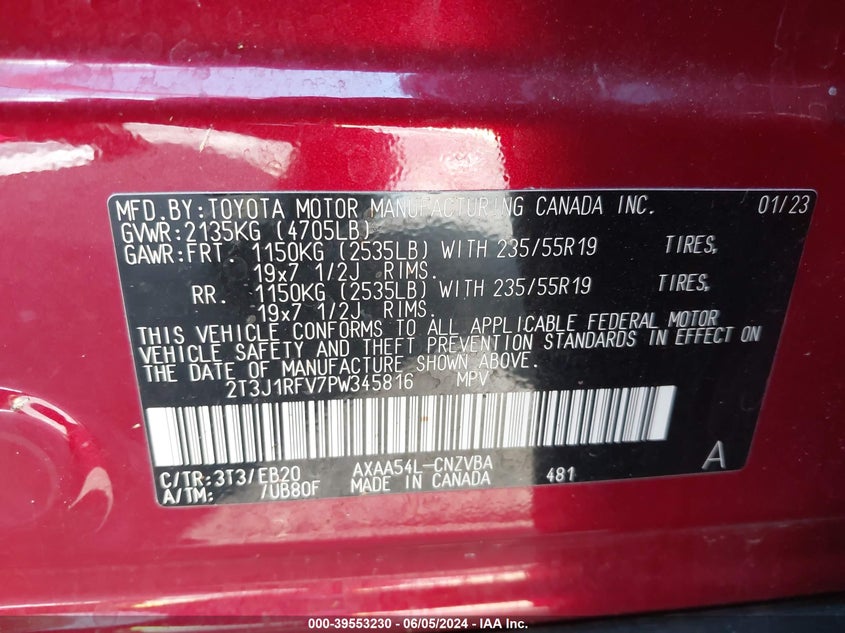 MFD.BY:TOYOTA MOTOR MANUFACTURING CANADA INC. 01/23
GVWR:2135KG (4705LB)
GAWR:FRT. 1150KG (2535LB) WITH 235/55R19 TIRES,
19x7 1/2J RIMS.
RR. 1150KG (2535LB) WITH 235/55R19 TIRES,
19x7 1/2J RIMS.
THIS VEHICLE CONFORMS TO ALL APPLICABLE FEDERAL MOTOR
VEHICLE SAFETY AND THEFT PREVENTION STANDARDS IN EFFECT ON
THE DATE OF MANUFACTURE SHOWN ABOVE.
2T3J1RFV7PW345816 MPV
C/TR:3T3/EB20 AXAA54L-CNZVBA 481 A
A/TM: /UB80F MADE IN CANADA
000-39553230 - 06/05/2024 - IAA Inc.